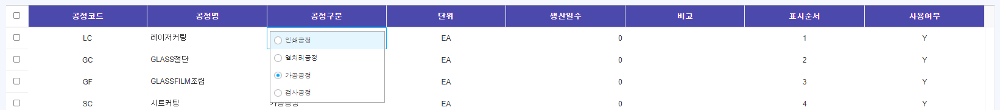 공정코드 공정명 공정구분 단위 생산일수 비고 표시순서 사용여부
LC 레이저커팅 인쇄공정 EA 0 1 Y
열처리공정
GC GLASS절단 EA 0 2 Y
가공공정
GF GLASSFILM조립 EA 0 3 Y
검사공정
SC 시트커팅 가공공정 EA 0 4 Y